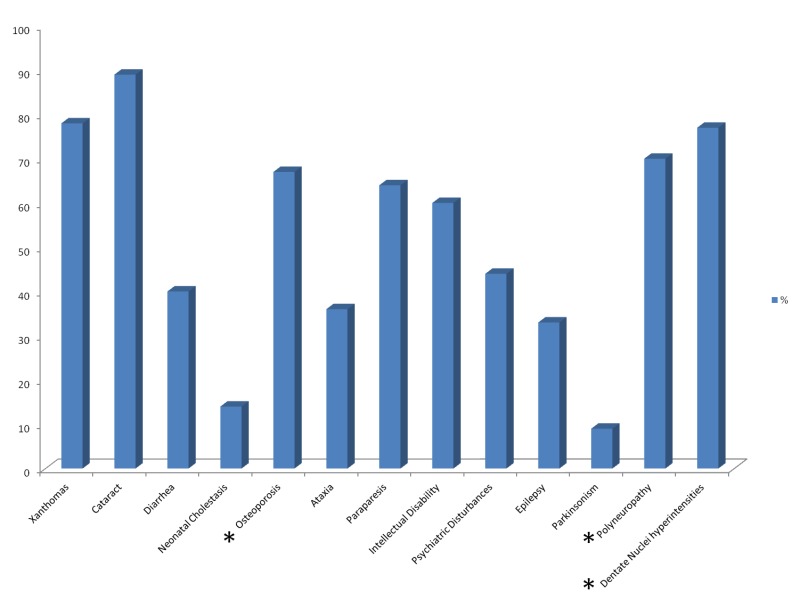 100
90
80
70
60
50
40
30
20
10
0
Xanthomas
Cataract
Diarrhea
Neonatal Cholestasis
* Osteoporosis
Ataxia
Paraparesis
Intellectual Disability
Psychiatric Disturbances
Epilepsy
Parkinsonism
* Polyneuropathy
* Dentate Nuclei hyperintensities
%